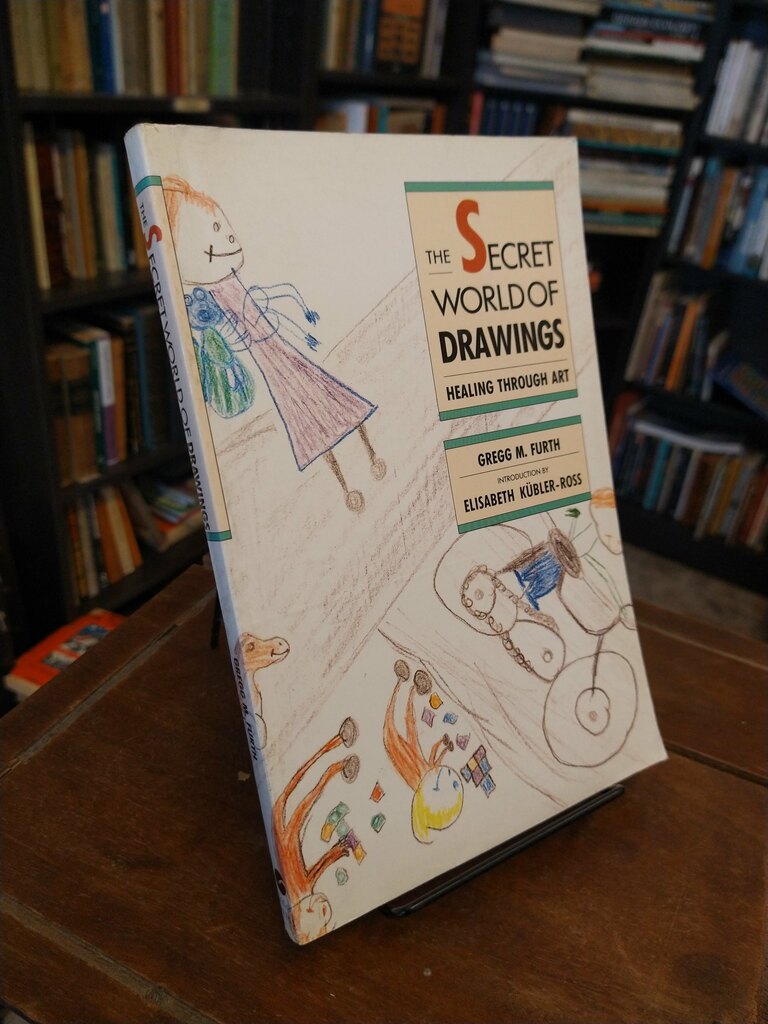 THE SECRET
WORLD OF
DRAWINGS
HEALING THROUGH ART
GREGG M. FURTH
INTRODUCTION BY
ELISABETH KÜBLER-ROSS
THE SECRET WORLD OF DRAWINGS
GREGG M. FURTH